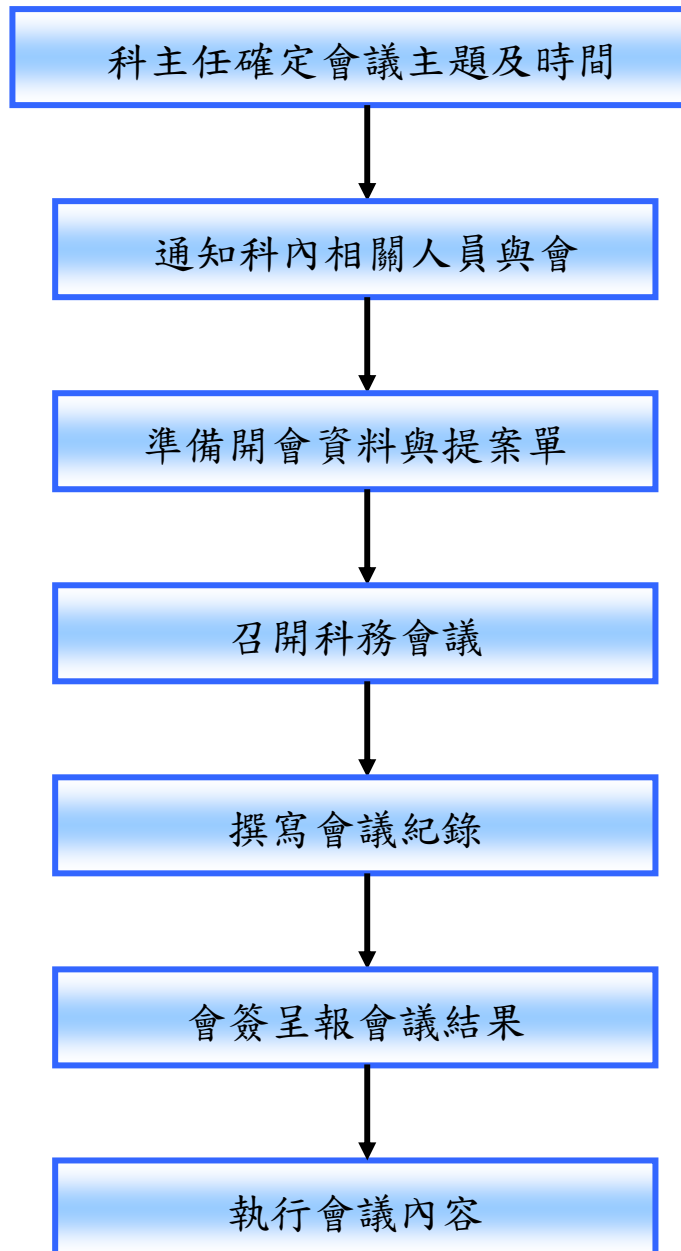 科主任確定會議主題及時間
通知科內相關人員與會
準備開會資料與提案單
召開科務會議
撰寫會議紀錄
會簽呈報會議結果
執行會議內容